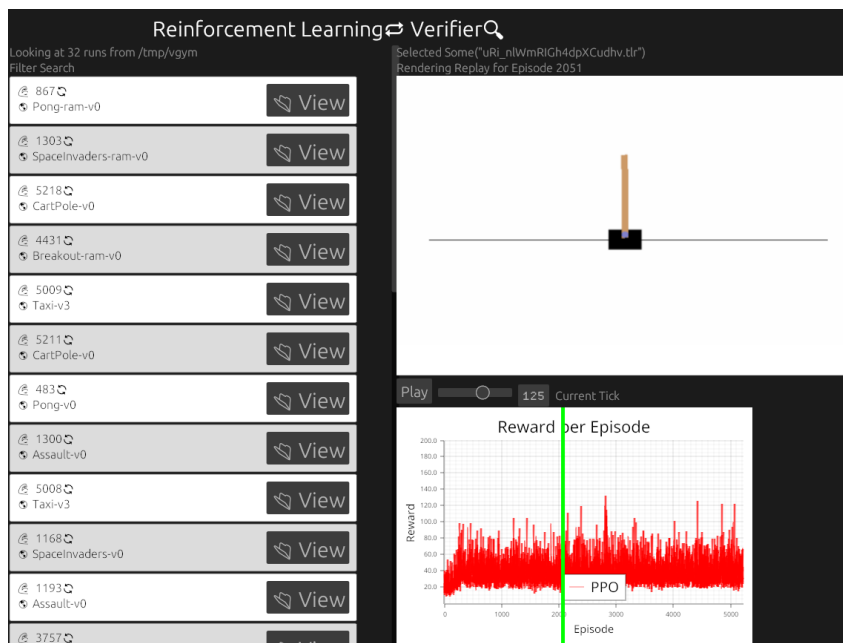 Reinforcement Learning Verifier
Looking at 32 runs from /tmp/vgym
Filter Search
867
Pong-ram-v0
View
1303
SpaceInvaders-ram-v0
View
5218
CartPole-v0
View
4431
Breakout-ram-v0
View
5009
Taxi-v3
View
5211
CartPole-v0
View
483
Pong-v0
View
1300
Assault-v0
View
5008
Taxi-v3
View
1168
SpaceInvaders-v0
View
1193
Assault-v0
View
3757
View
Selected Some("uRi_nlWmRIGh4dpXCudhv.tlr")
Rendering Replay for Episode 2051
Play
125 Current Tick
Reward per Episode
200.0
180.0
160.0
140.0
120.0
100.0
80.0
60.0
40.0
20.0
Reward
PPO
0 1000 2000 3000 4000 5000
Episode